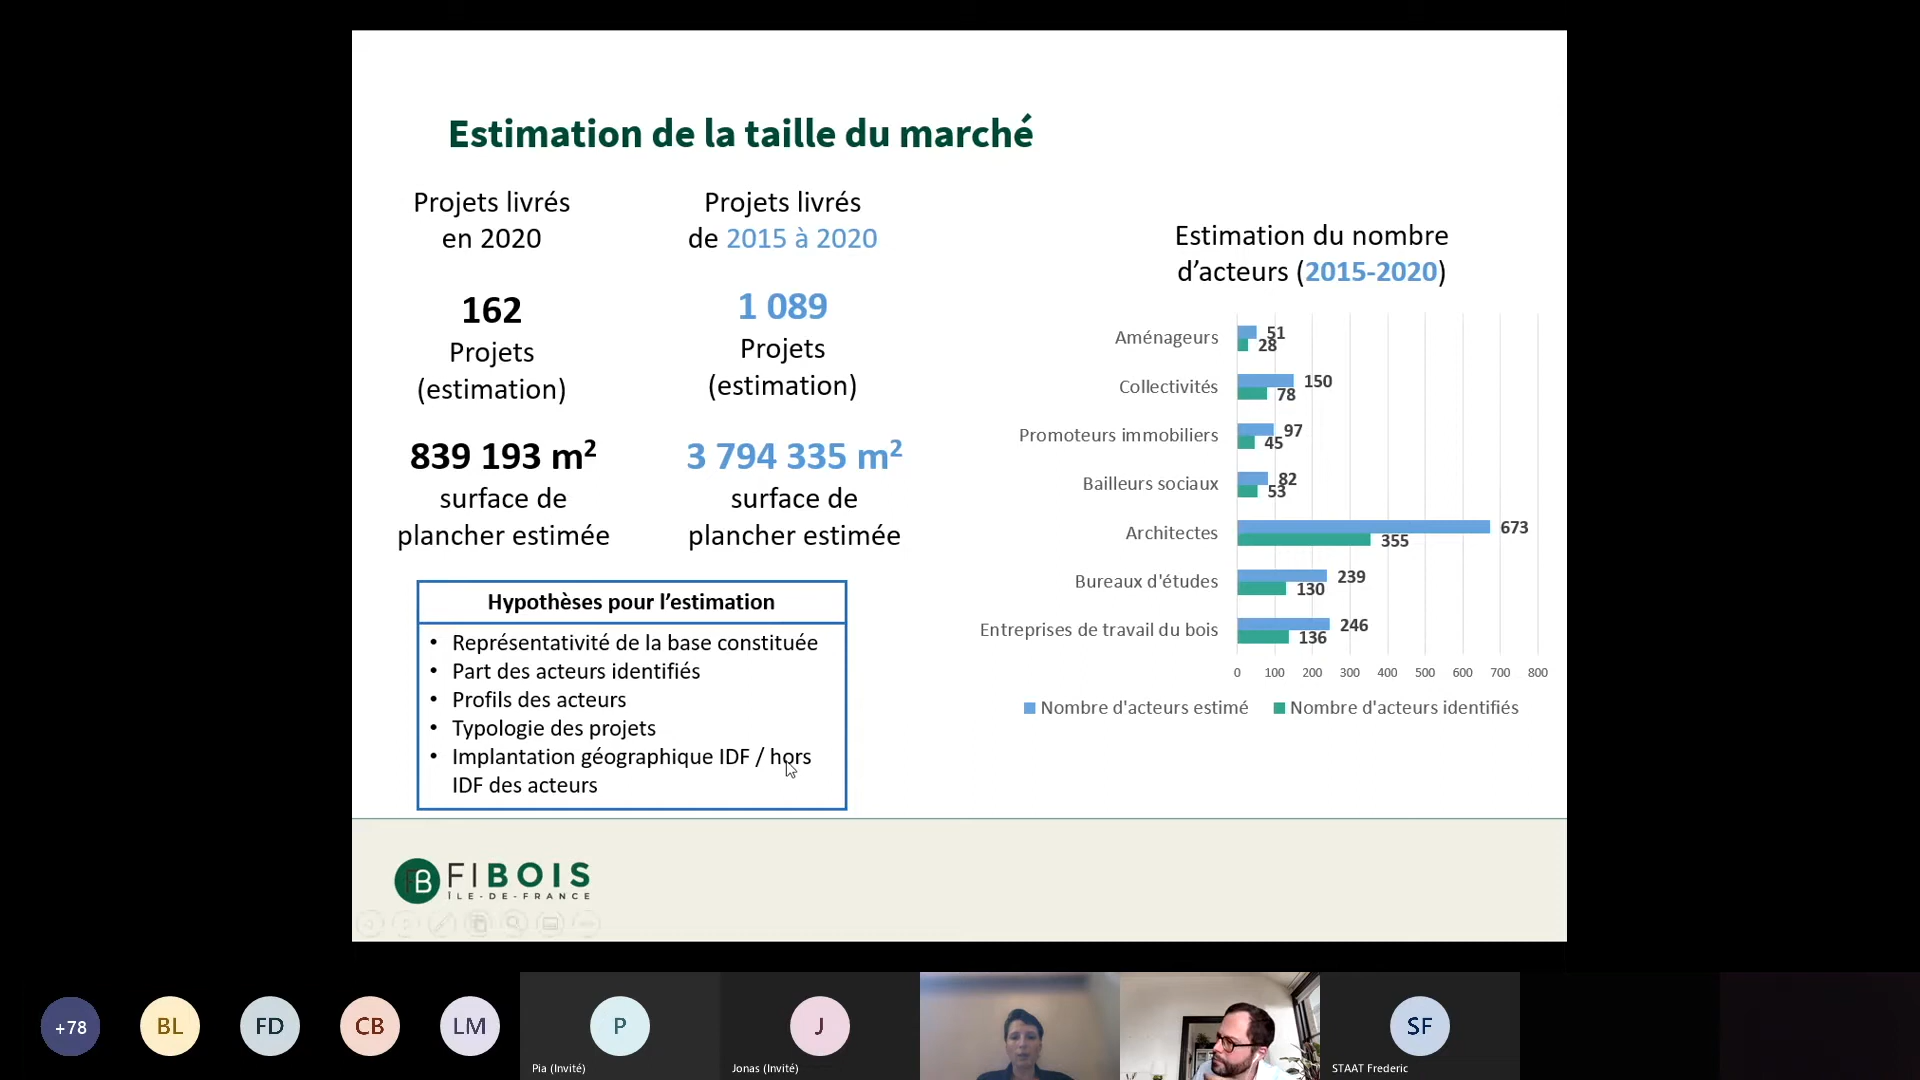 Estimation de la taille du marché
Projets livrés
en 2020
162
Projets
(estimation)
839 193 m²
surface de
plancher estimée
Projets livrés
de 2015 à 2020
1 089
Projets
(estimation)
3 794 335 m²
surface de
plancher estimée
Hypothèses pour l’estimation
• Représentativité de la base constituée
• Part des acteurs identifiés
• Profils des acteurs
• Typologie des projets
• Implantation géographique IDF / hors
IDF des acteurs
Estimation du nombre
d’acteurs (2015-2020)
Aménageurs 51
28
Collectivités 150
78
Promoteurs immobiliers 97
45
Bailleurs sociaux 82
53
Architectes 673
355
Bureaux d'études 239
130
Entreprises de travail du bois 246
136
0 100 200 300 400 500 600 700 800
Nombre d'acteurs estimé Nombre d'acteurs identifiés
FIBOIS
ÎLE-DE-FRANCE
+78 BL FD CB LM P J SF
Pia (Invité) Jonas (Invité) STAAT Frederic